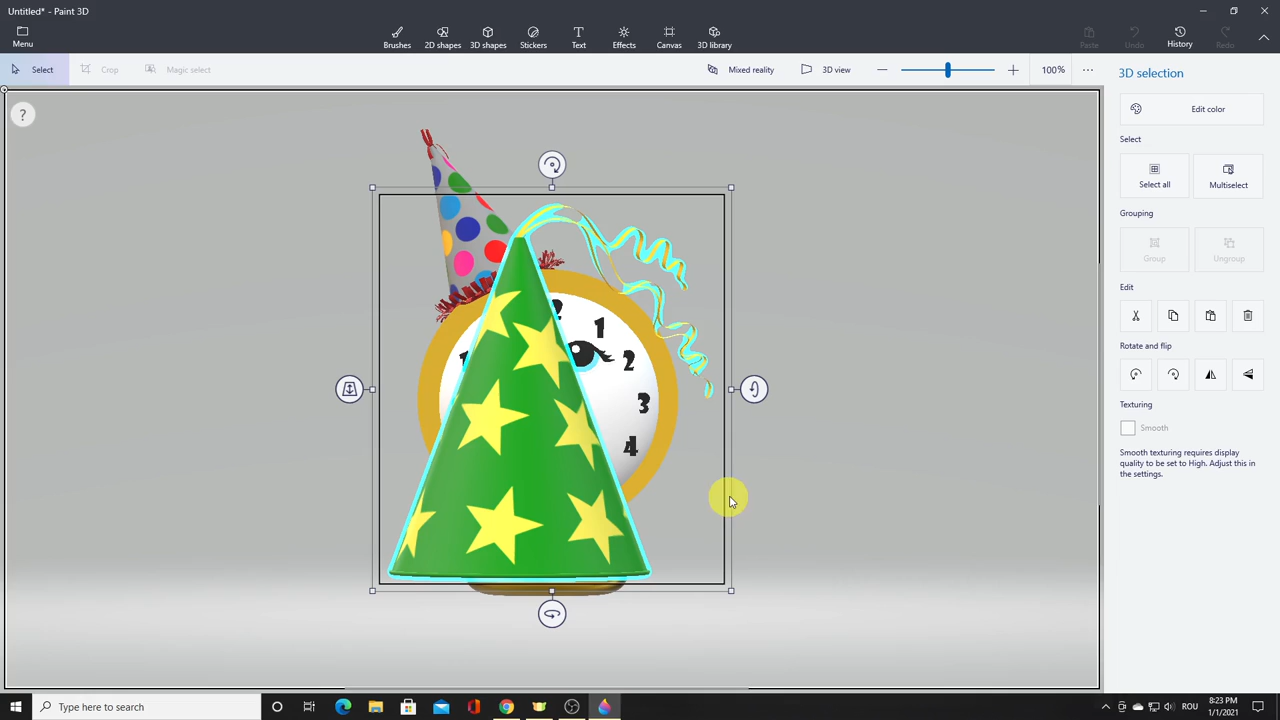 Untitled* - Paint 3D
Menu
Brushes
2D shapes
3D shapes
Stickers
Text
Effects
Canvas
3D library
Paste
Undo
History
Redo
Select
Crop
Magic select
Mixed reality
3D view
100%
?
3D selection
Edit color
Select
Select all
Multiselect
Grouping
Group
Ungroup
Edit
Rotate and flip
Texturing
Smooth
Smooth texturing requires display
quality to be set to High. Adjust this in
the settings.
1
2
3
4
Type here to search
ROU
8:23 PM
1/1/2021